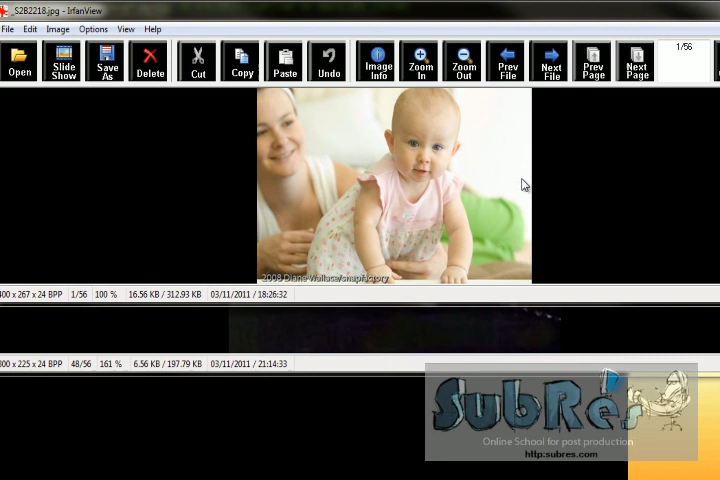 _S2B2218.jpg - IrfanView
File Edit Image Options View Help
Open Slide Show Save As Delete Cut Copy Paste Undo Image Info Zoom In Zoom Out Prev File Next File Prev Page Next Page 1/56
2008 Diane Wallace/snapfactory
400 x 267 x 24 BPP 1/56 100 % 16.56 KB / 312.93 KB 03/11/2011 / 18:26:32
300 x 225 x 24 BPP 48/56 161 % 6.56 KB / 197.79 KB 03/11/2011 / 21:14:33
SubRes
Online School for post production
http:subres.com